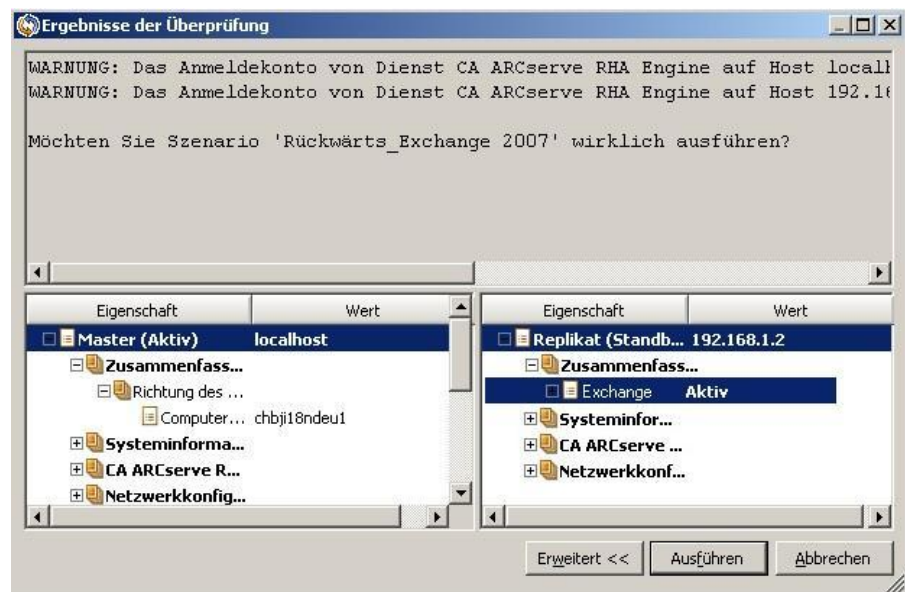 Ergebnisse der Überprüfung
WARNUNG: Das Anmeldekonto von Dienst CA ARCserve RHA Engine auf Host localh
WARNUNG: Das Anmeldekonto von Dienst CA ARCserve RHA Engine auf Host 192.16
Möchten Sie Szenario 'Rückwärts_Exchange 2007' wirklich ausführen?
Eigenschaft Wert
Master (Aktiv) localhost
Zusammenfass...
Richtung des ...
Computer... chbji18ndeu1
Systeminforma...
CA ARCserve R...
Netzwerkkonfig...
Eigenschaft Wert
Replikat (Standb... 192.168.1.2
Zusammenfass...
Exchange Aktiv
Systeminfor...
CA ARCserve ...
Netzwerkkonf...
Erweitert << Ausführen Abbrechen